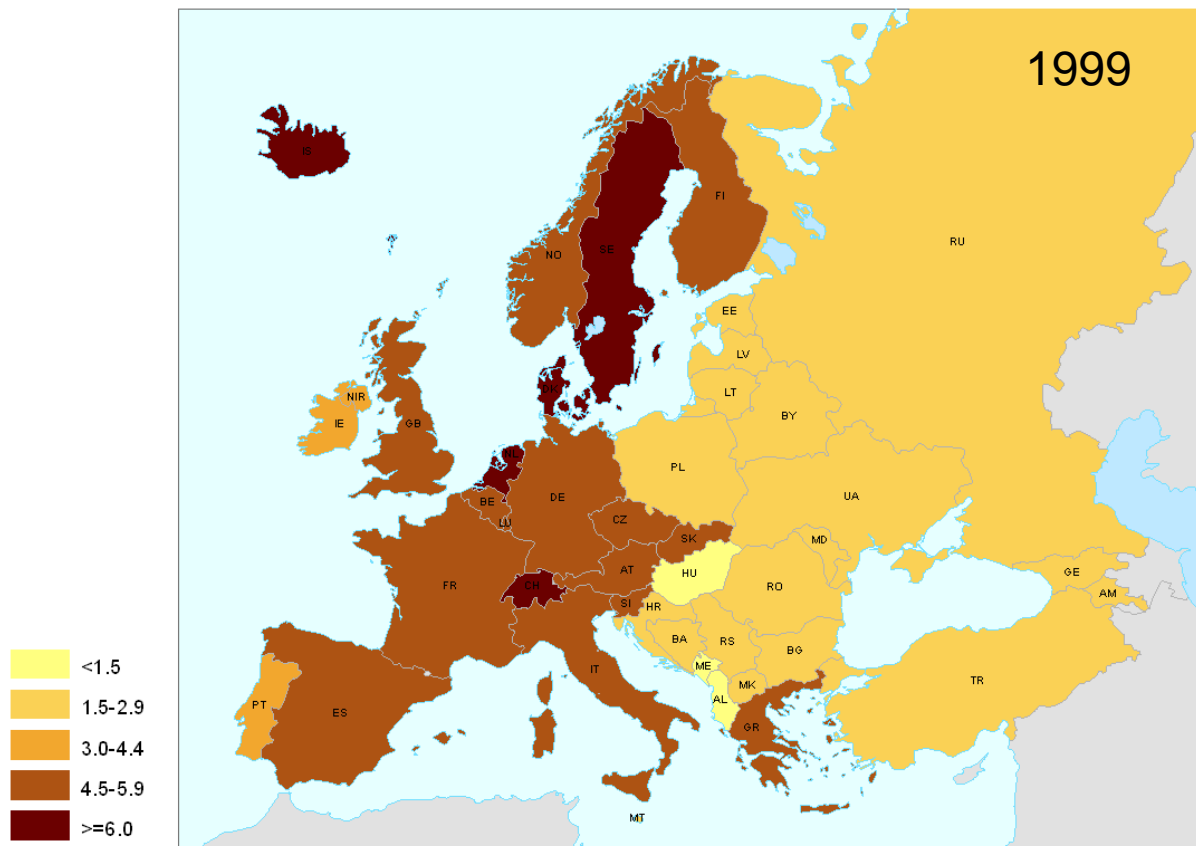 1999
IS
FI
RU
NO
SE
EE
LV
DK
LT
NIR
BY
IE
GB
NL
PL
BE
DE
UA
LU
CZ
SK
MD
AT
HU
GE
CH
FR
RO
AM
SI
HR
BA
RS
BG
ME
IT
TR
MK
AL
PT
ES
GR
MT
<1.5
1.5-2.9
3.0-4.4
4.5-5.9
>=6.0